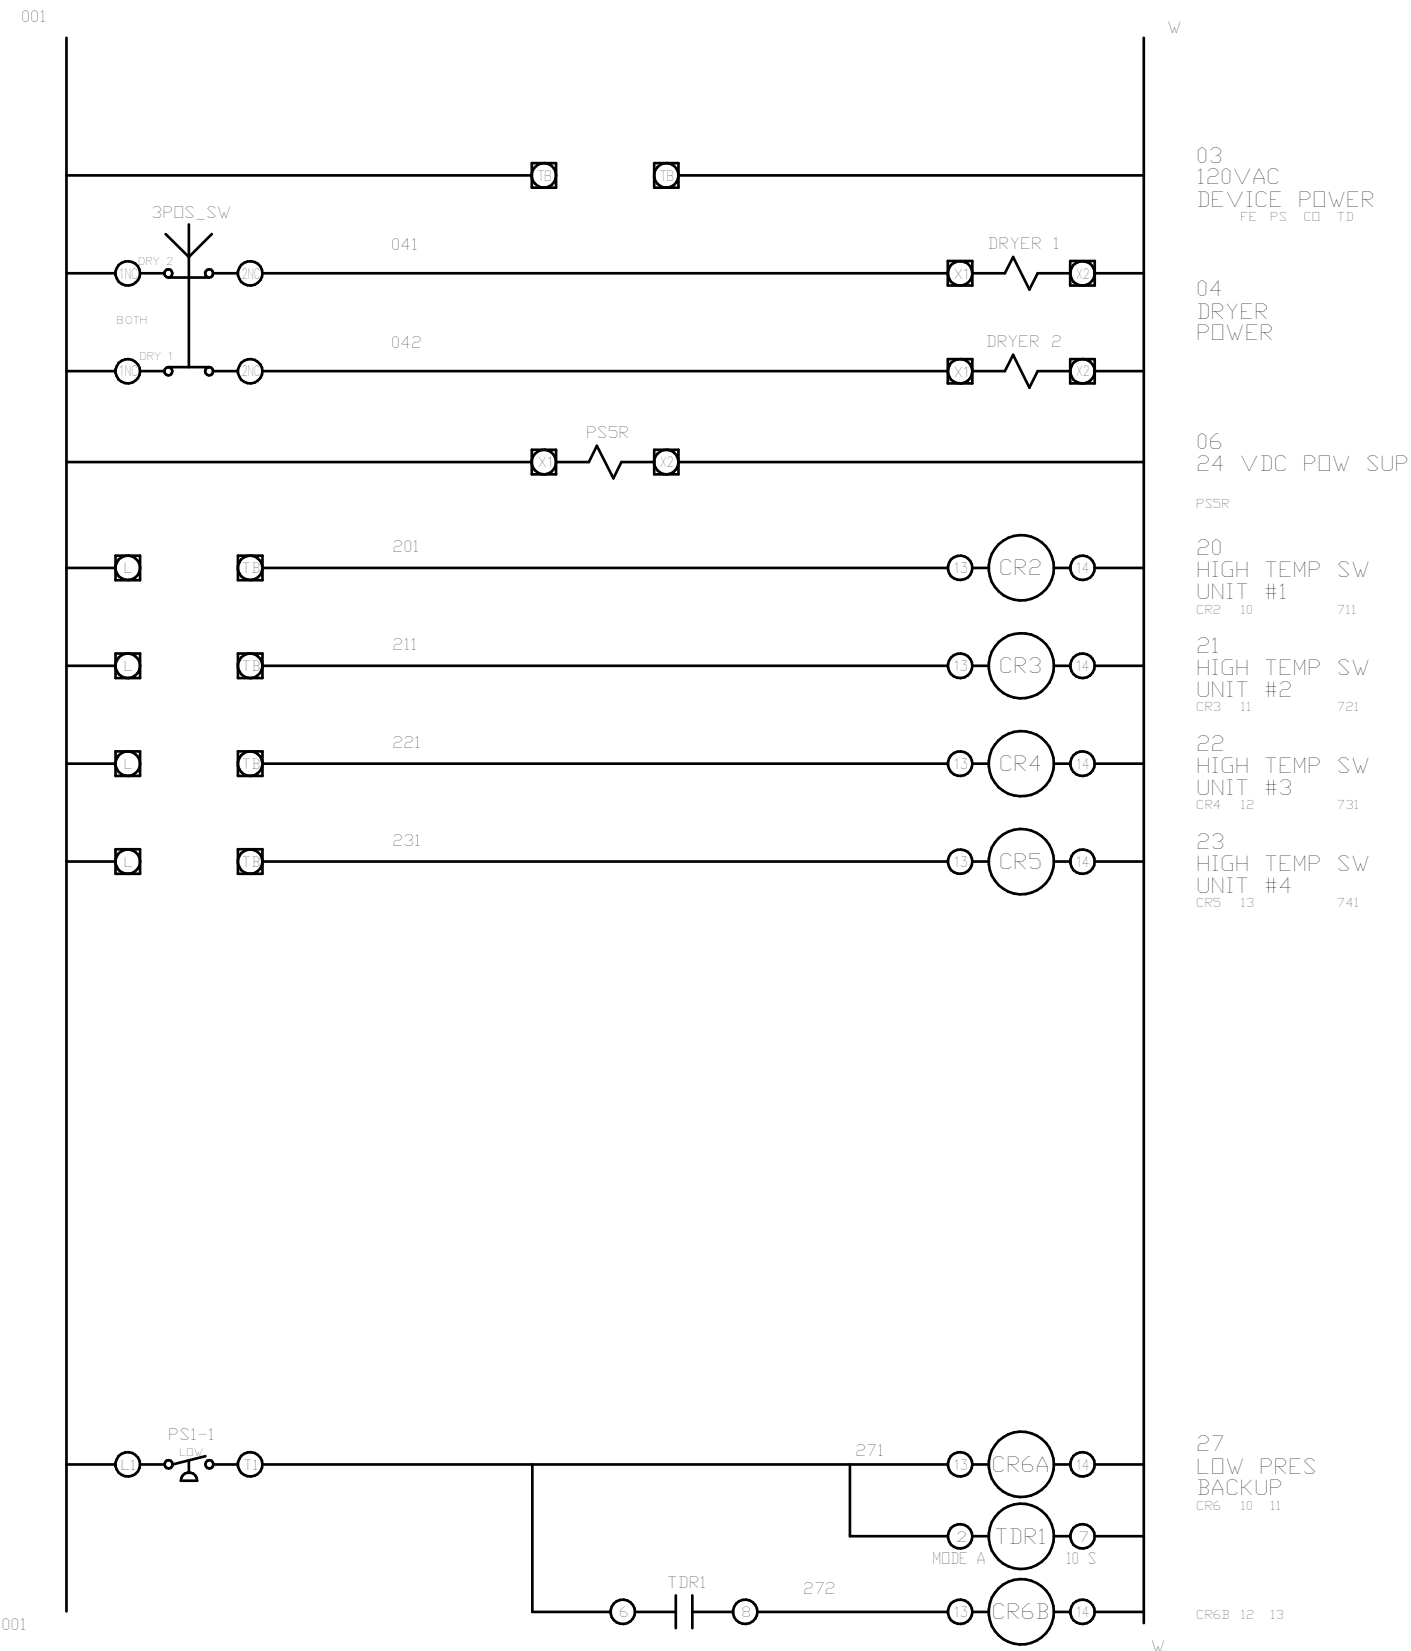 001
W
TB TB
03
120VAC
DEVICE POWER
FE PS CO TD
3POS_SW
DRY 2
1NC 2NC
041
DRYER 1
X1 X2
04
DRYER
POWER
BOTH
DRY 1
1NC 2NC
042
DRYER 2
X1 X2
PS5R
X1 X2
06
24 VDC POW SUP
PS5R
L TB
201
13 CR2 14
20
HIGH TEMP SW
UNIT #1
CR2 10 711
L TB
211
13 CR3 14
21
HIGH TEMP SW
UNIT #2
CR3 11 721
L TB
221
13 CR4 14
22
HIGH TEMP SW
UNIT #3
CR4 12 731
L TB
231
13 CR5 14
23
HIGH TEMP SW
UNIT #4
CR5 13 741
PS1-1
LOW
L1 T1
271
13 CR6A 14
27
LOW PRES
BACKUP
CR6 10 11
2 TDR1 7
MODE A 10 S
TDR1
6 8
272
13 CR6B 14
CR6B 12 13
001
W